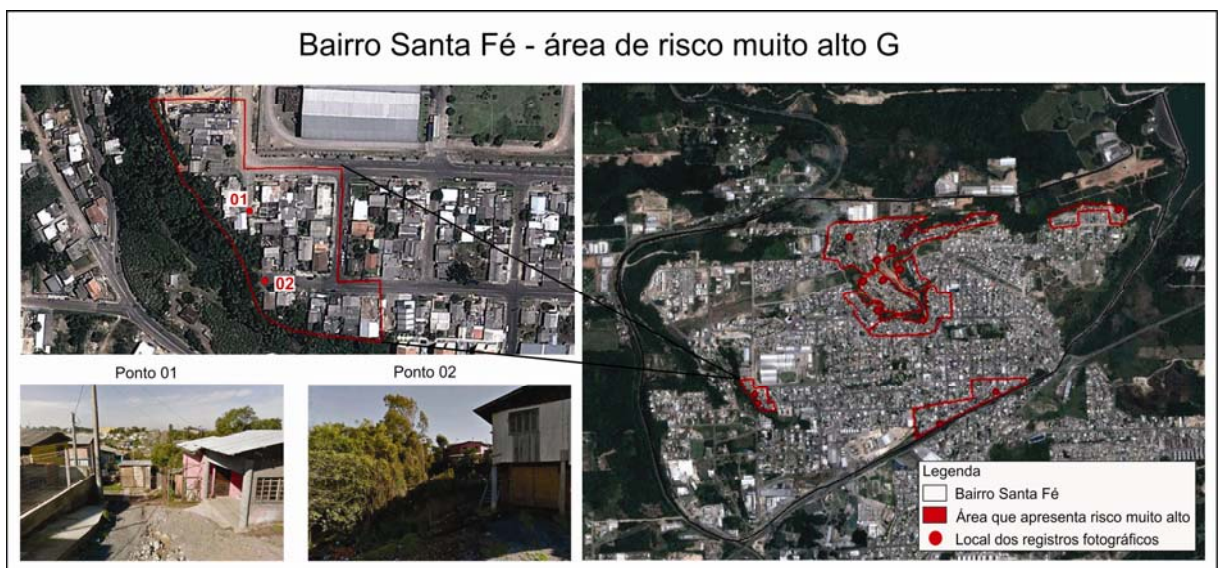 Bairro Santa Fé - área de risco muito alto G
01
02
Ponto 01
Ponto 02
Legenda
Bairro Santa Fé
Área que apresenta risco muito alto
Local dos registros fotográficos